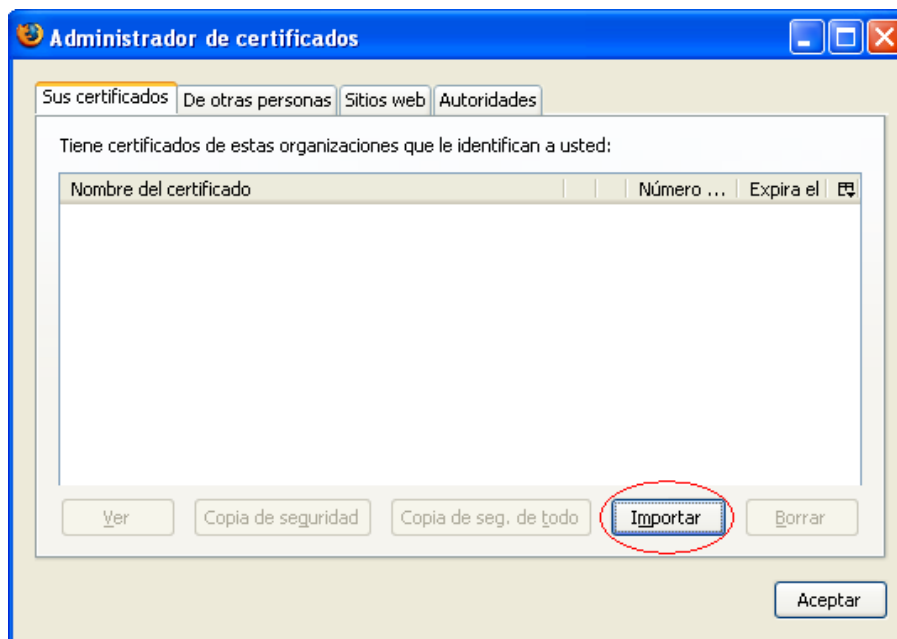 Administrador de certificados
Sus certificados De otras personas Sitios web Autoridades
Tiene certificados de estas organizaciones que le identifican a usted:
Nombre del certificado Número ... Expira el
Ver Copia de seguridad Copia de seg. de todo Importar Borrar
Aceptar